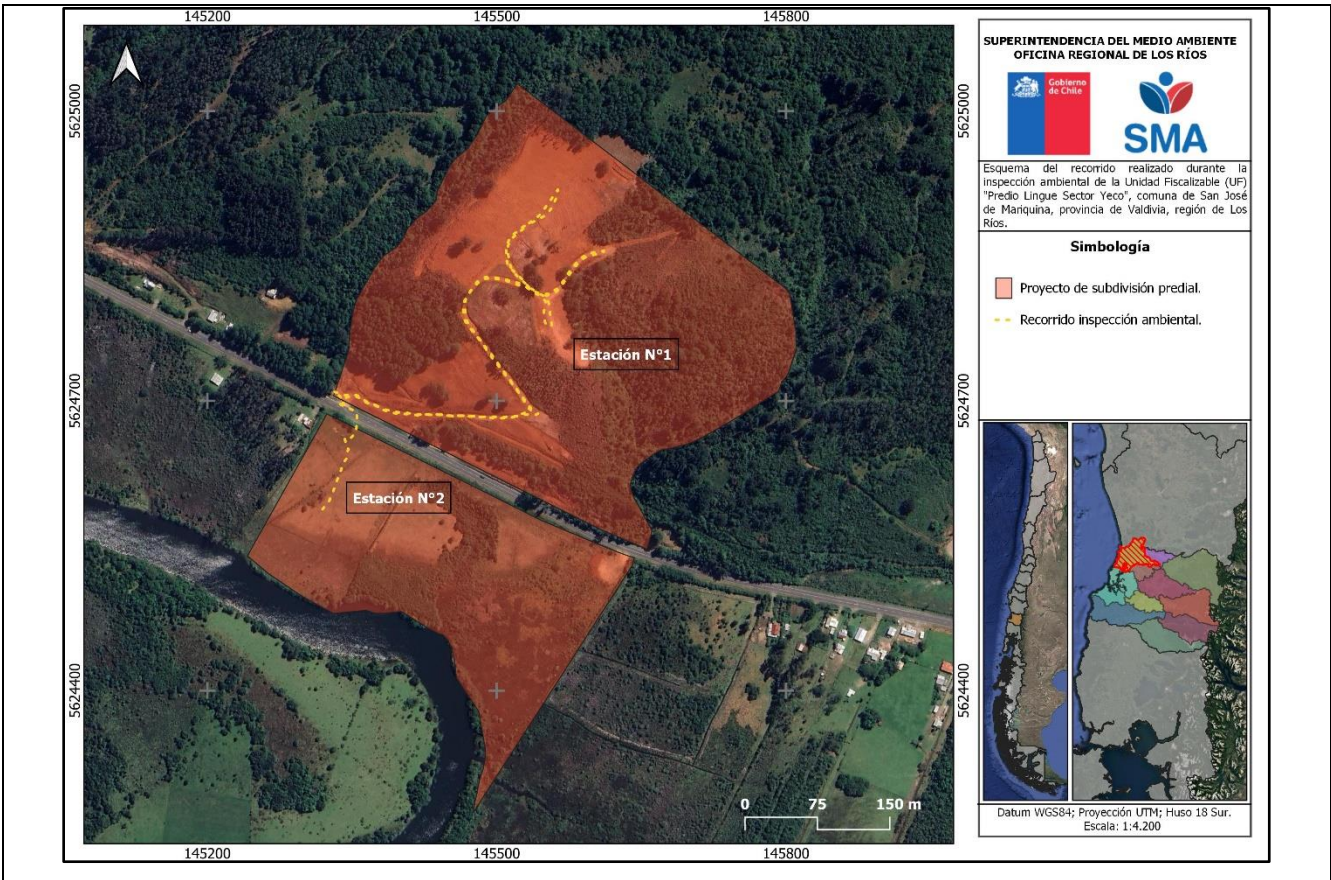 145200
145500
145800
5625000
5625000
5624700
5624700
5624400
5624400
Estación N°1
Estación N°2
0 75 150 m
145200
145500
145800
SUPERINTENDENCIA DEL MEDIO AMBIENTE
OFICINA REGIONAL DE LOS RÍOS
Gobierno
de Chile
SMA
Esquema del recorrido realizado durante la
inspección ambiental de la Unidad Fiscalizable (UF)
"Predio Lingue Sector Yeco", comuna de San José
de Mariquina, provincia de Valdivia, región de Los
Ríos.
Simbología
Proyecto de subdivisión predial.
Recorrido inspección ambiental.
Datum WGS84; Proyección UTM; Huso 18 Sur.
Escala: 1:4.200